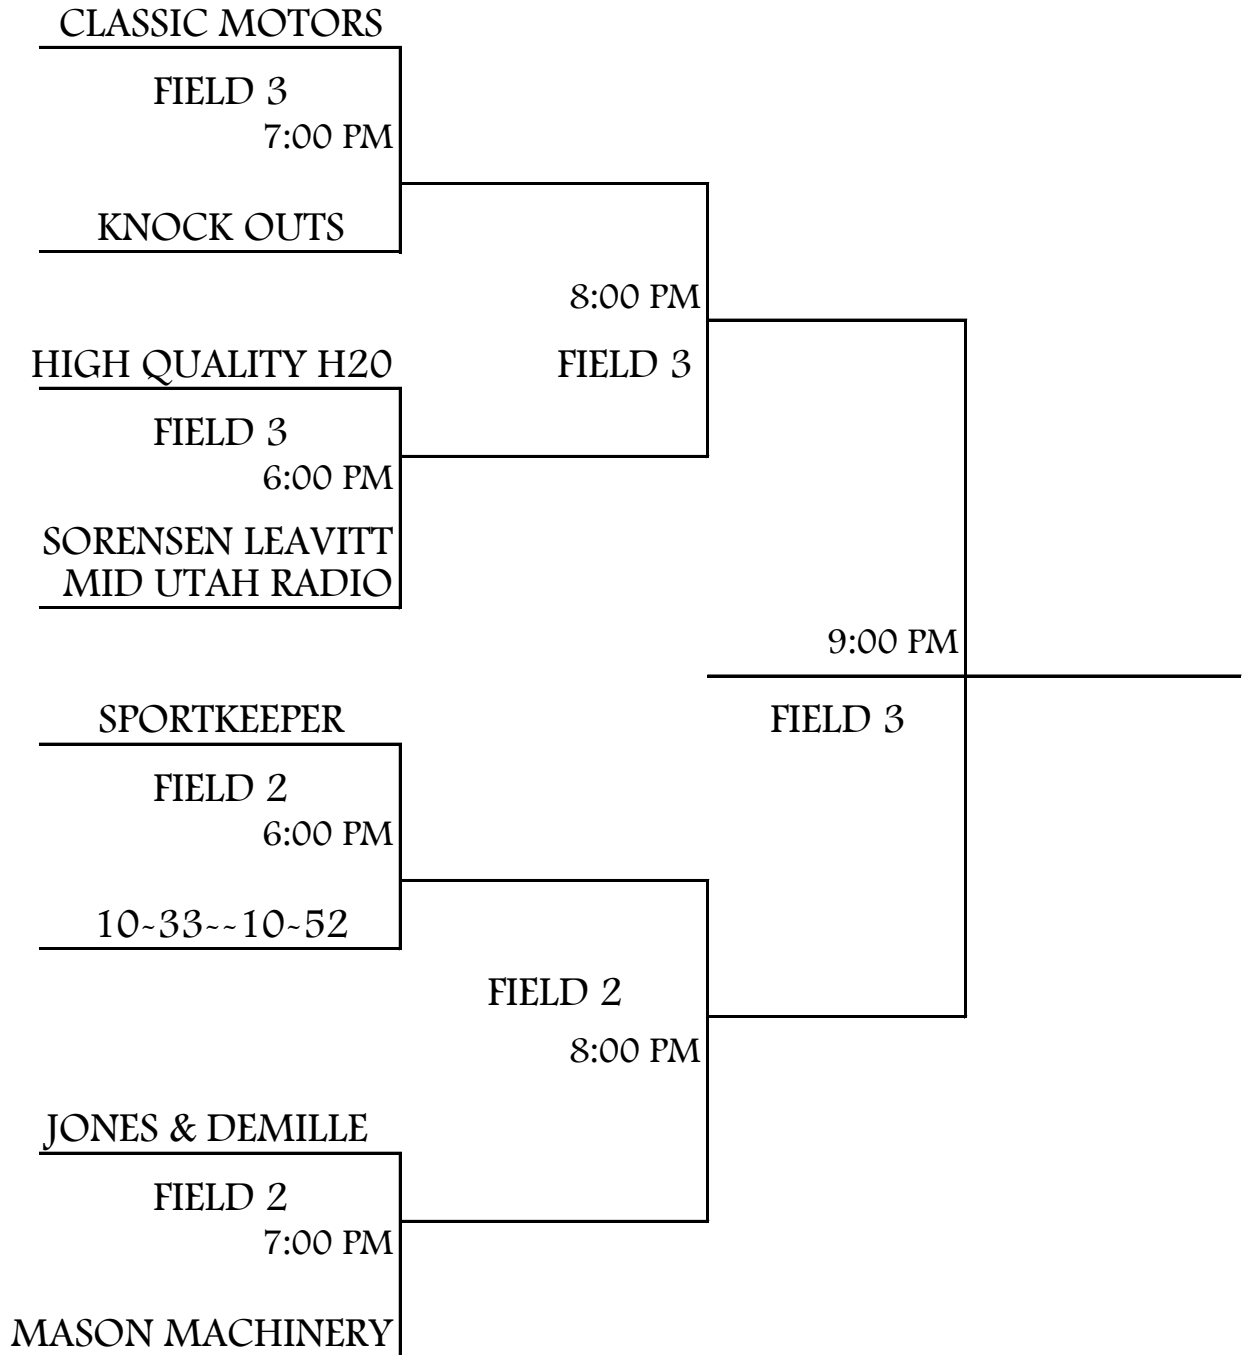 CLASSIC MOTORS
FIELD 3
7:00 PM
KNOCK OUTS
8:00 PM
HIGH QUALITY H20
FIELD 3
FIELD 3
6:00 PM
SORENSEN LEAVITT
MID UTAH RADIO
9:00 PM
SPORTKEEPER
FIELD 3
FIELD 2
6:00 PM
10-33--10-52
FIELD 2
8:00 PM
JONES & DEMILLE
FIELD 2
7:00 PM
MASON MACHINERY